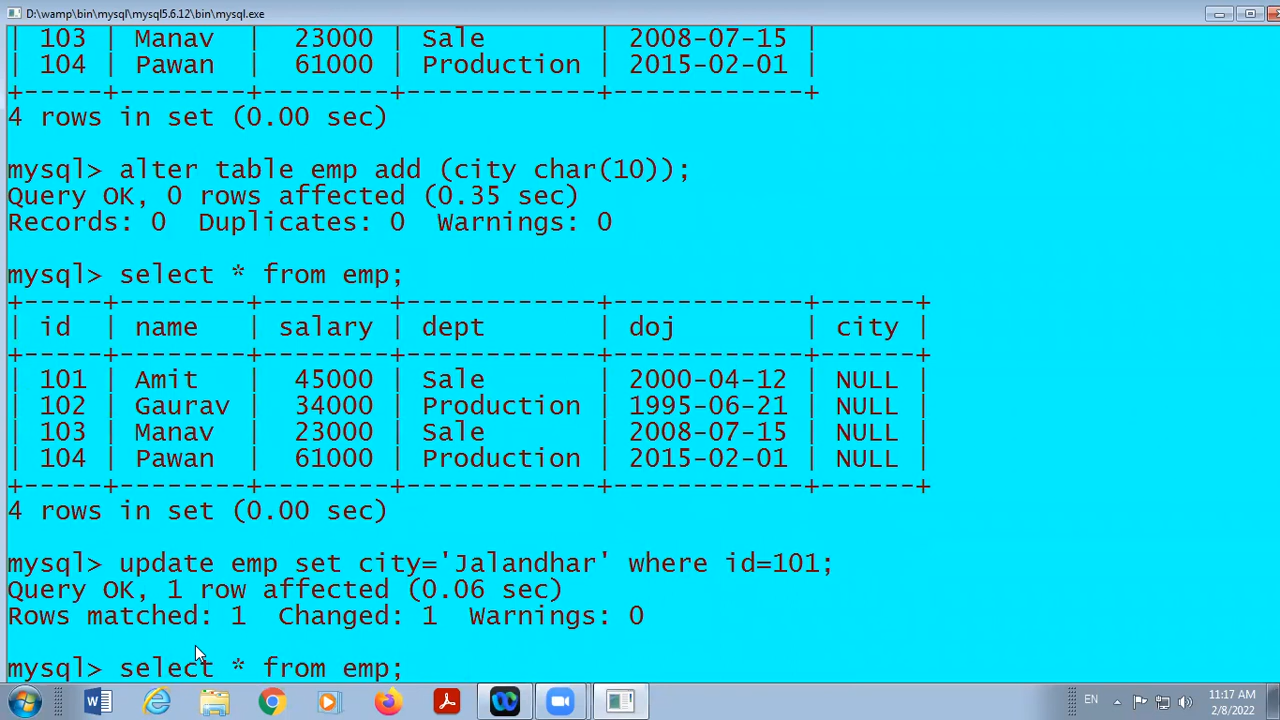 D:\wamp\bin\mysql\mysql5.6.12\bin\mysql.exe
| 103 | Manav   |  23000 | Sale       | 2008-07-15 |
| 104 | Pawan   |  61000 | Production | 2015-02-01 |
+-----+---------+--------+------------+------------+
4 rows in set (0.00 sec)
mysql> alter table emp add (city char(10));
Query OK, 0 rows affected (0.35 sec)
Records: 0  Duplicates: 0  Warnings: 0
mysql> select * from emp;
+-----+---------+--------+------------+------------+------+
| id  | name    | salary | dept       | doj        | city |
+-----+---------+--------+------------+------------+------+
| 101 | Amit    |  45000 | Sale       | 2000-04-12 | NULL |
| 102 | Gaurav  |  34000 | Production | 1995-06-21 | NULL |
| 103 | Manav   |  23000 | Sale       | 2008-07-15 | NULL |
| 104 | Pawan   |  61000 | Production | 2015-02-01 | NULL |
+-----+---------+--------+------------+------------+------+
4 rows in set (0.00 sec)
mysql> update emp set city='Jalandhar' where id=101;
Query OK, 1 row affected (0.06 sec)
Rows matched: 1  Changed: 1  Warnings: 0
mysql> select * from emp;
EN
11:17 AM
2/8/2022